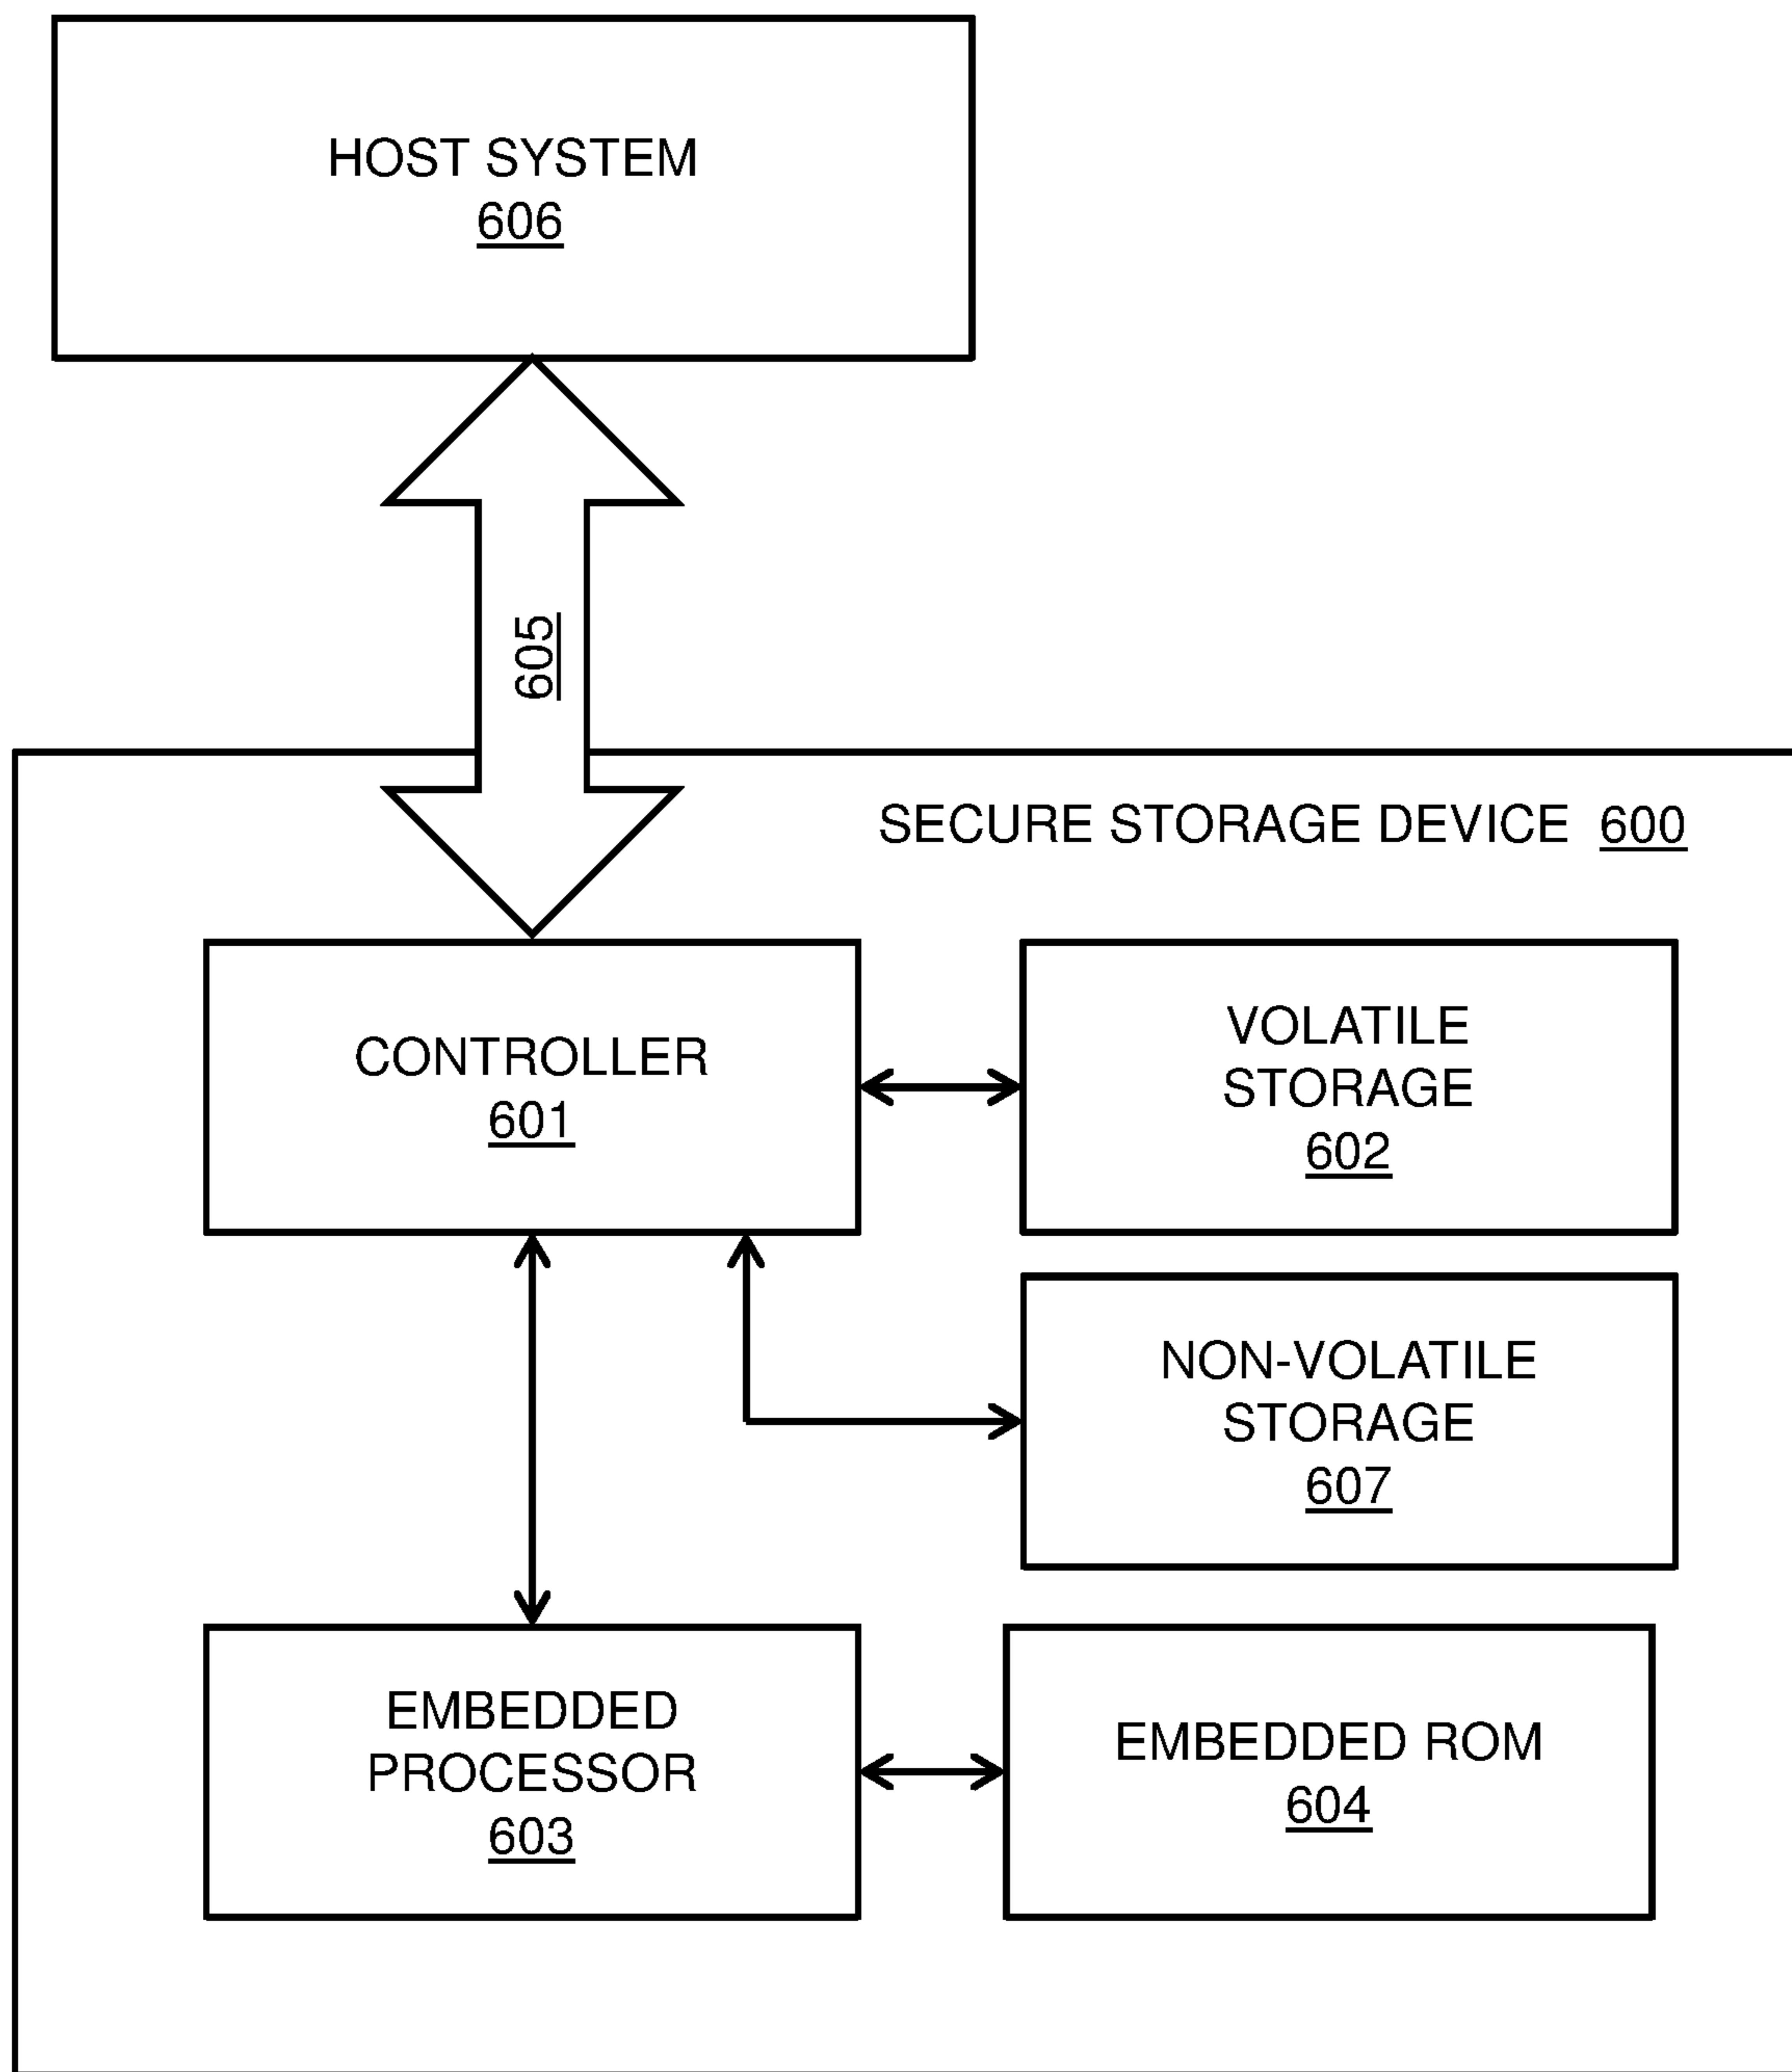 HOST SYSTEM
606
605
SECURE STORAGE DEVICE 600
CONTROLLER
601
VOLATILE
STORAGE
602
NON-VOLATILE
STORAGE
607
EMBEDDED
PROCESSOR
603
EMBEDDED ROM
604